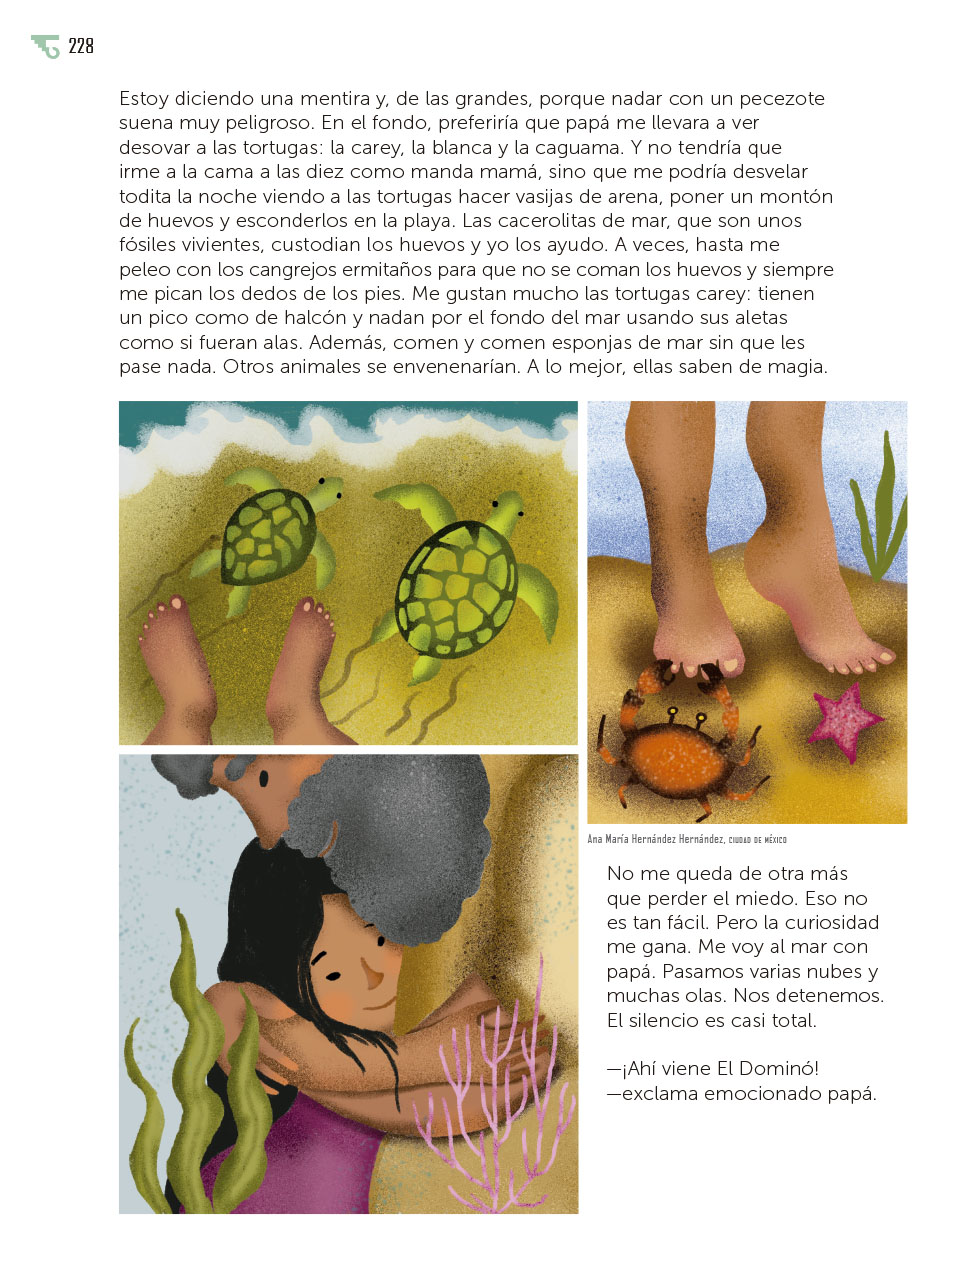 228
Estoy diciendo una mentira y, de las grandes, porque nadar con un pecezote
suena muy peligroso. En el fondo, preferiría que papá me llevara a ver
desovar a las tortugas: la carey, la blanca y la caguama. Y no tendría que
irme a la cama a las diez como manda mamá, sino que me podría desvelar
todita la noche viendo a las tortugas hacer vasijas de arena, poner un montón
de huevos y esconderlos en la playa. Las cacerolitas de mar, que son unos
fósiles vivientes, custodian los huevos y yo los ayudo. A veces, hasta me
peleo con los cangrejos ermitaños para que no se coman los huevos y siempre
me pican los dedos de los pies. Me gustan mucho las tortugas carey: tienen
un pico como de halcón y nadan por el fondo del mar usando sus aletas
como si fueran alas. Además, comen y comen esponjas de mar sin que les
pase nada. Otros animales se envenenarían. A lo mejor, ellas saben de magia.
Ana María Hernández Hernández, CIUDAD DE MÉXICO
No me queda de otra más
que perder el miedo. Eso no
es tan fácil. Pero la curiosidad
me gana. Me voy al mar con
papá. Pasamos varias nubes y
muchas olas. Nos detenemos.
El silencio es casi total.
—¡Ahí viene El Dominó!
—exclama emocionado papá.